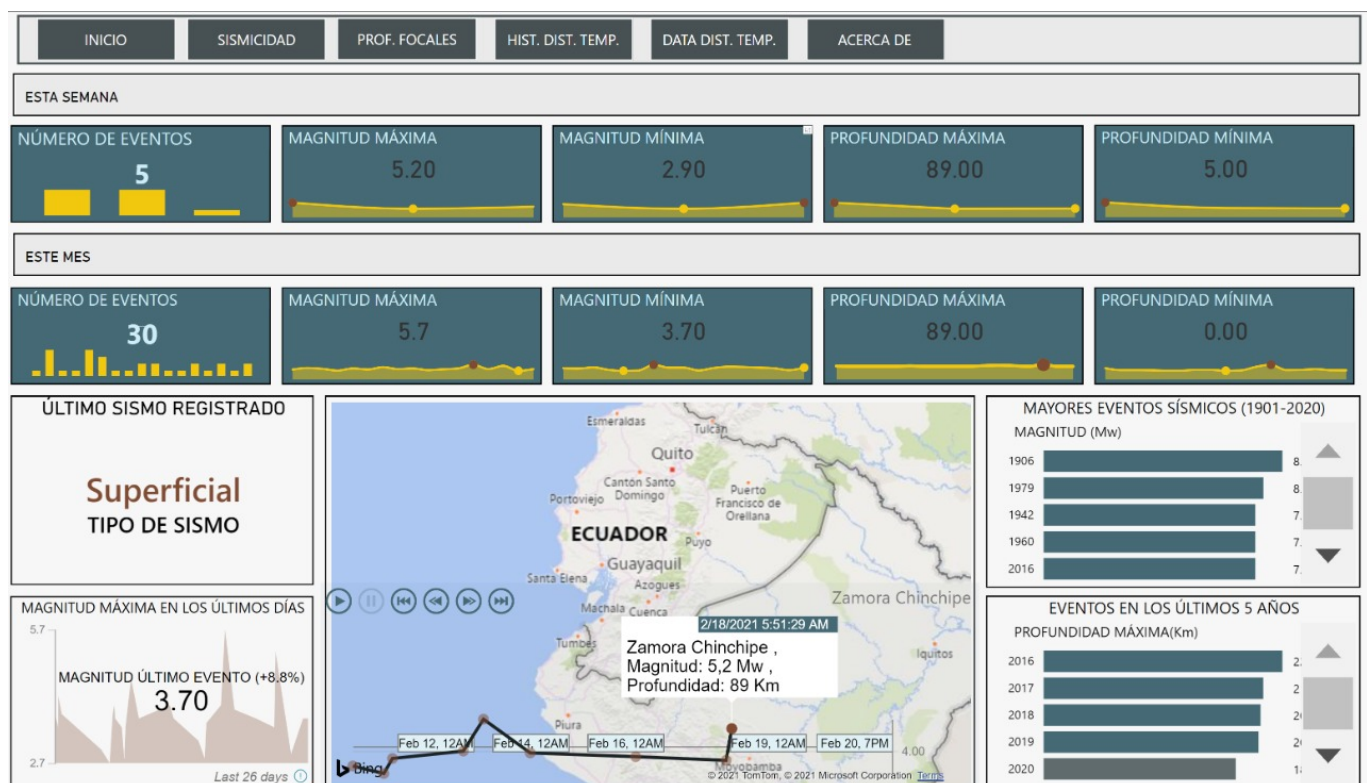 INICIO
SISMICIDAD
PROF. FOCALES
HIST. DIST. TEMP.
DATA DIST. TEMP.
ACERCA DE
ESTA SEMANA
NÚMERO DE EVENTOS
5
MAGNITUD MÁXIMA
5.20
MAGNITUD MÍNIMA
2.90
PROFUNDIDAD MÁXIMA
89.00
PROFUNDIDAD MÍNIMA
5.00
ESTE MES
NÚMERO DE EVENTOS
30
MAGNITUD MÁXIMA
5.7
MAGNITUD MÍNIMA
3.70
PROFUNDIDAD MÁXIMA
89.00
PROFUNDIDAD MÍNIMA
0.00
ÚLTIMO SISMO REGISTRADO
Superficial
TIPO DE SISMO
MAGNITUD MÁXIMA EN LOS ÚLTIMOS DÍAS
5.7
MAGNITUD ÚLTIMO EVENTO (+8.8%)
3.70
2.7
Last 26 days
Esmeraldas
Tulcán
Quito
Cantón Santo
Domingo
Portoviejo
Puerto
Francisco de
Orellana
ECUADOR
Puyo
Guayaquil
Santa Elena
Azogues
Machala
Cuenca
Zamora Chinchipe
Tumbes
Iquitos
2/18/2021 5:51:29 AM
Zamora Chinchipe ,
Magnitud: 5,2 Mw ,
Profundidad: 89 Km
Piura
Feb 12, 12AM
Feb 14, 12AM
Feb 16, 12AM
Feb 19, 12AM
Feb 20, 7PM
4.00
Moyobamba
Bing
© 2021 TomTom, © 2021 Microsoft Corporation Terms
MAYORES EVENTOS SÍSMICOS (1901-2020)
MAGNITUD (Mw)
1906 8.
1979 8.
1942 7.
1960 7.
2016 7.
EVENTOS EN LOS ÚLTIMOS 5 AÑOS
PROFUNDIDAD MÁXIMA(Km)
2016
2017
2018
2019
2020